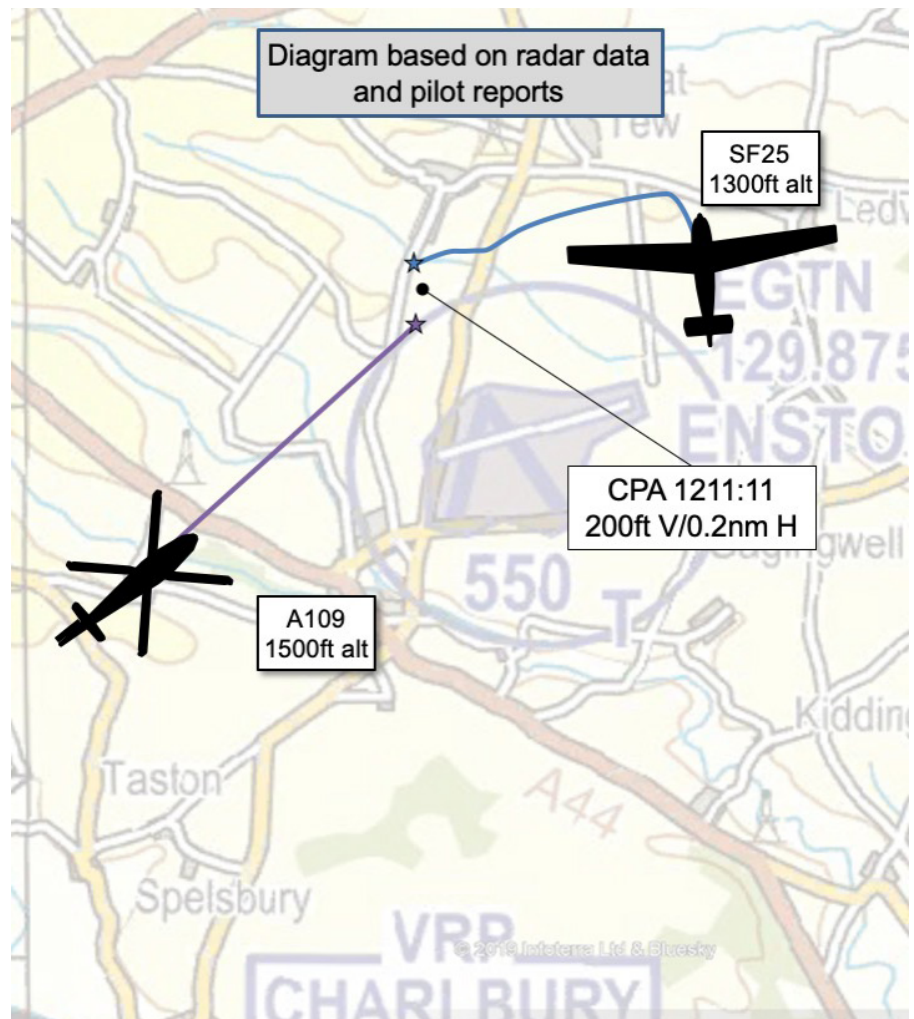 Diagram based on radar data
and pilot reports
Tew
SF25
1300ft alt
EGTN
129.875
ENSTO
CPA 1211:11
200ft V/0.2nm H
550
T
A109
1500ft alt
Kidding
Taston
A44
Spelsbury
VRP
© 2019 Infoterra Ltd & Bluesky
CHARLBURY